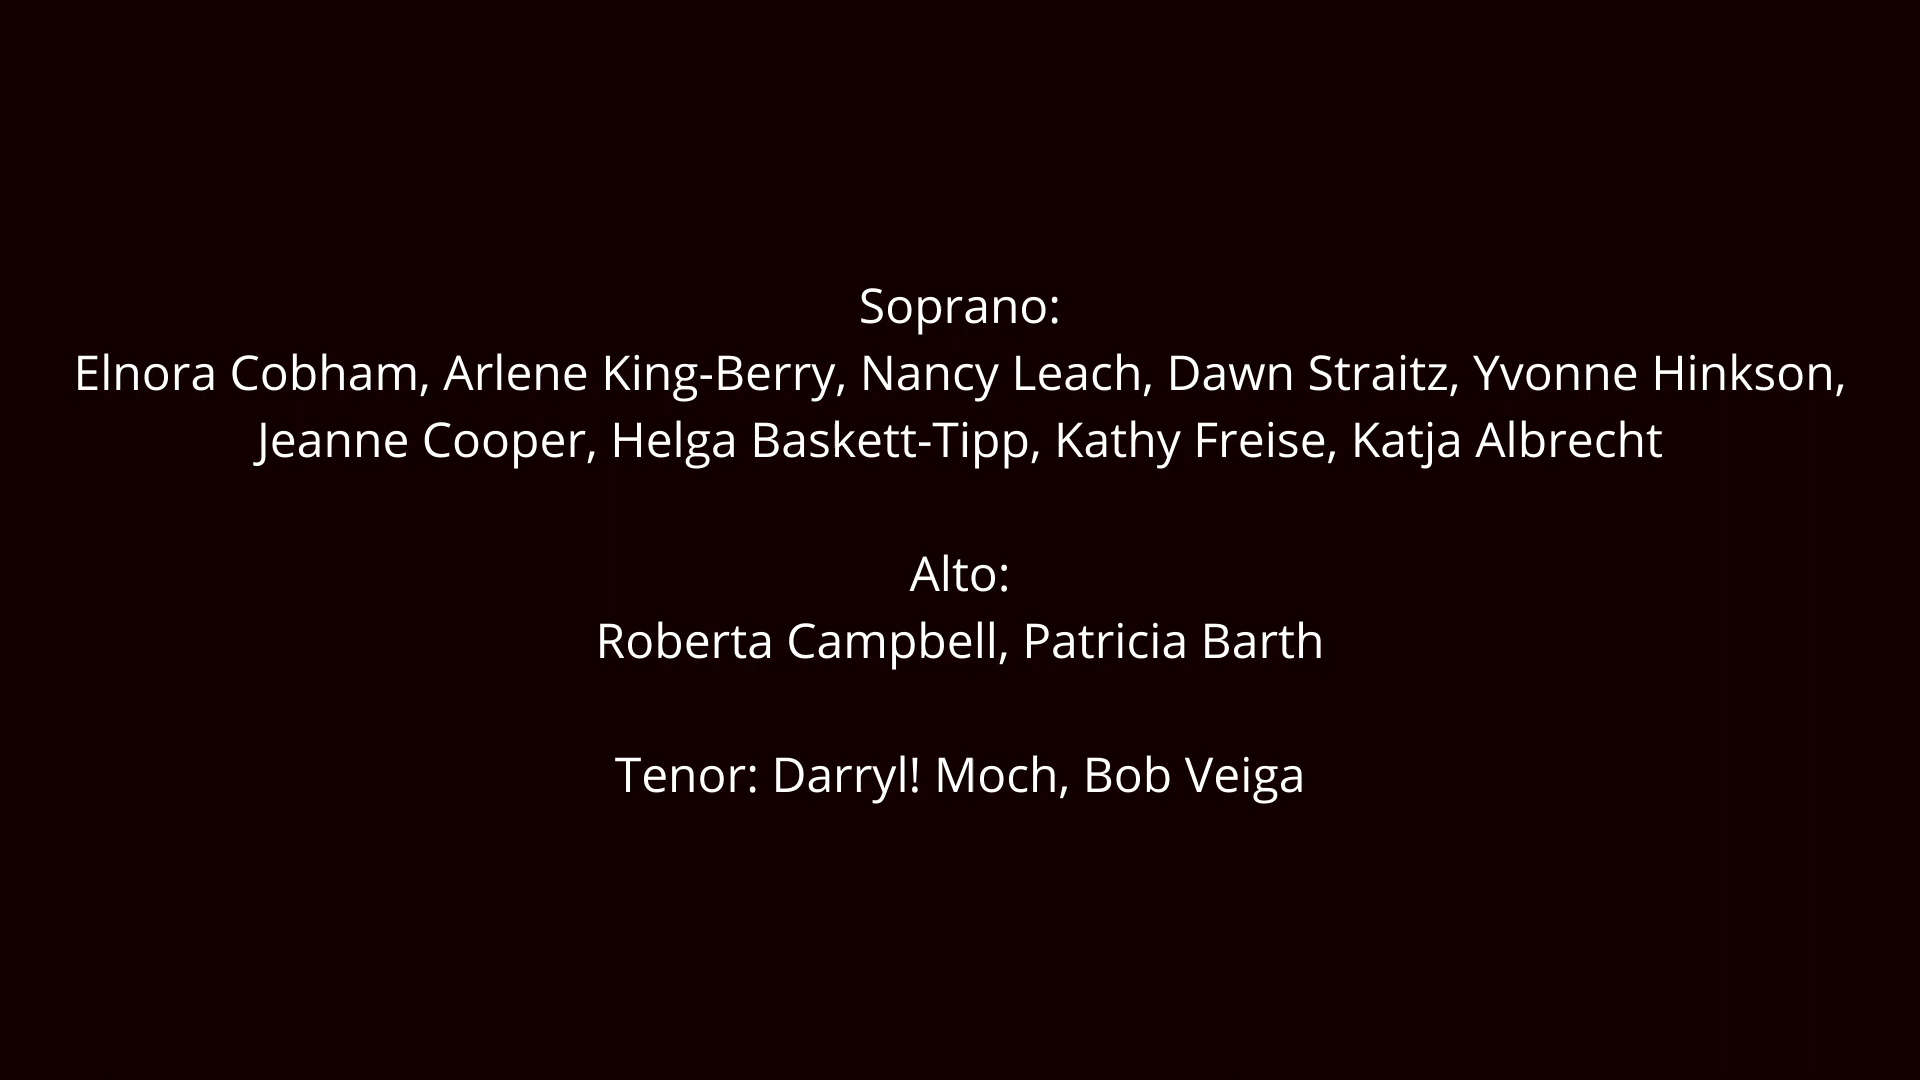 Soprano:
Elnora Cobham, Arlene King-Berry, Nancy Leach, Dawn Straitz, Yvonne Hinkson,
Jeanne Cooper, Helga Baskett-Tipp, Kathy Freise, Katja Albrecht
Alto:
Roberta Campbell, Patricia Barth
Tenor: Darryl! Moch, Bob Veiga